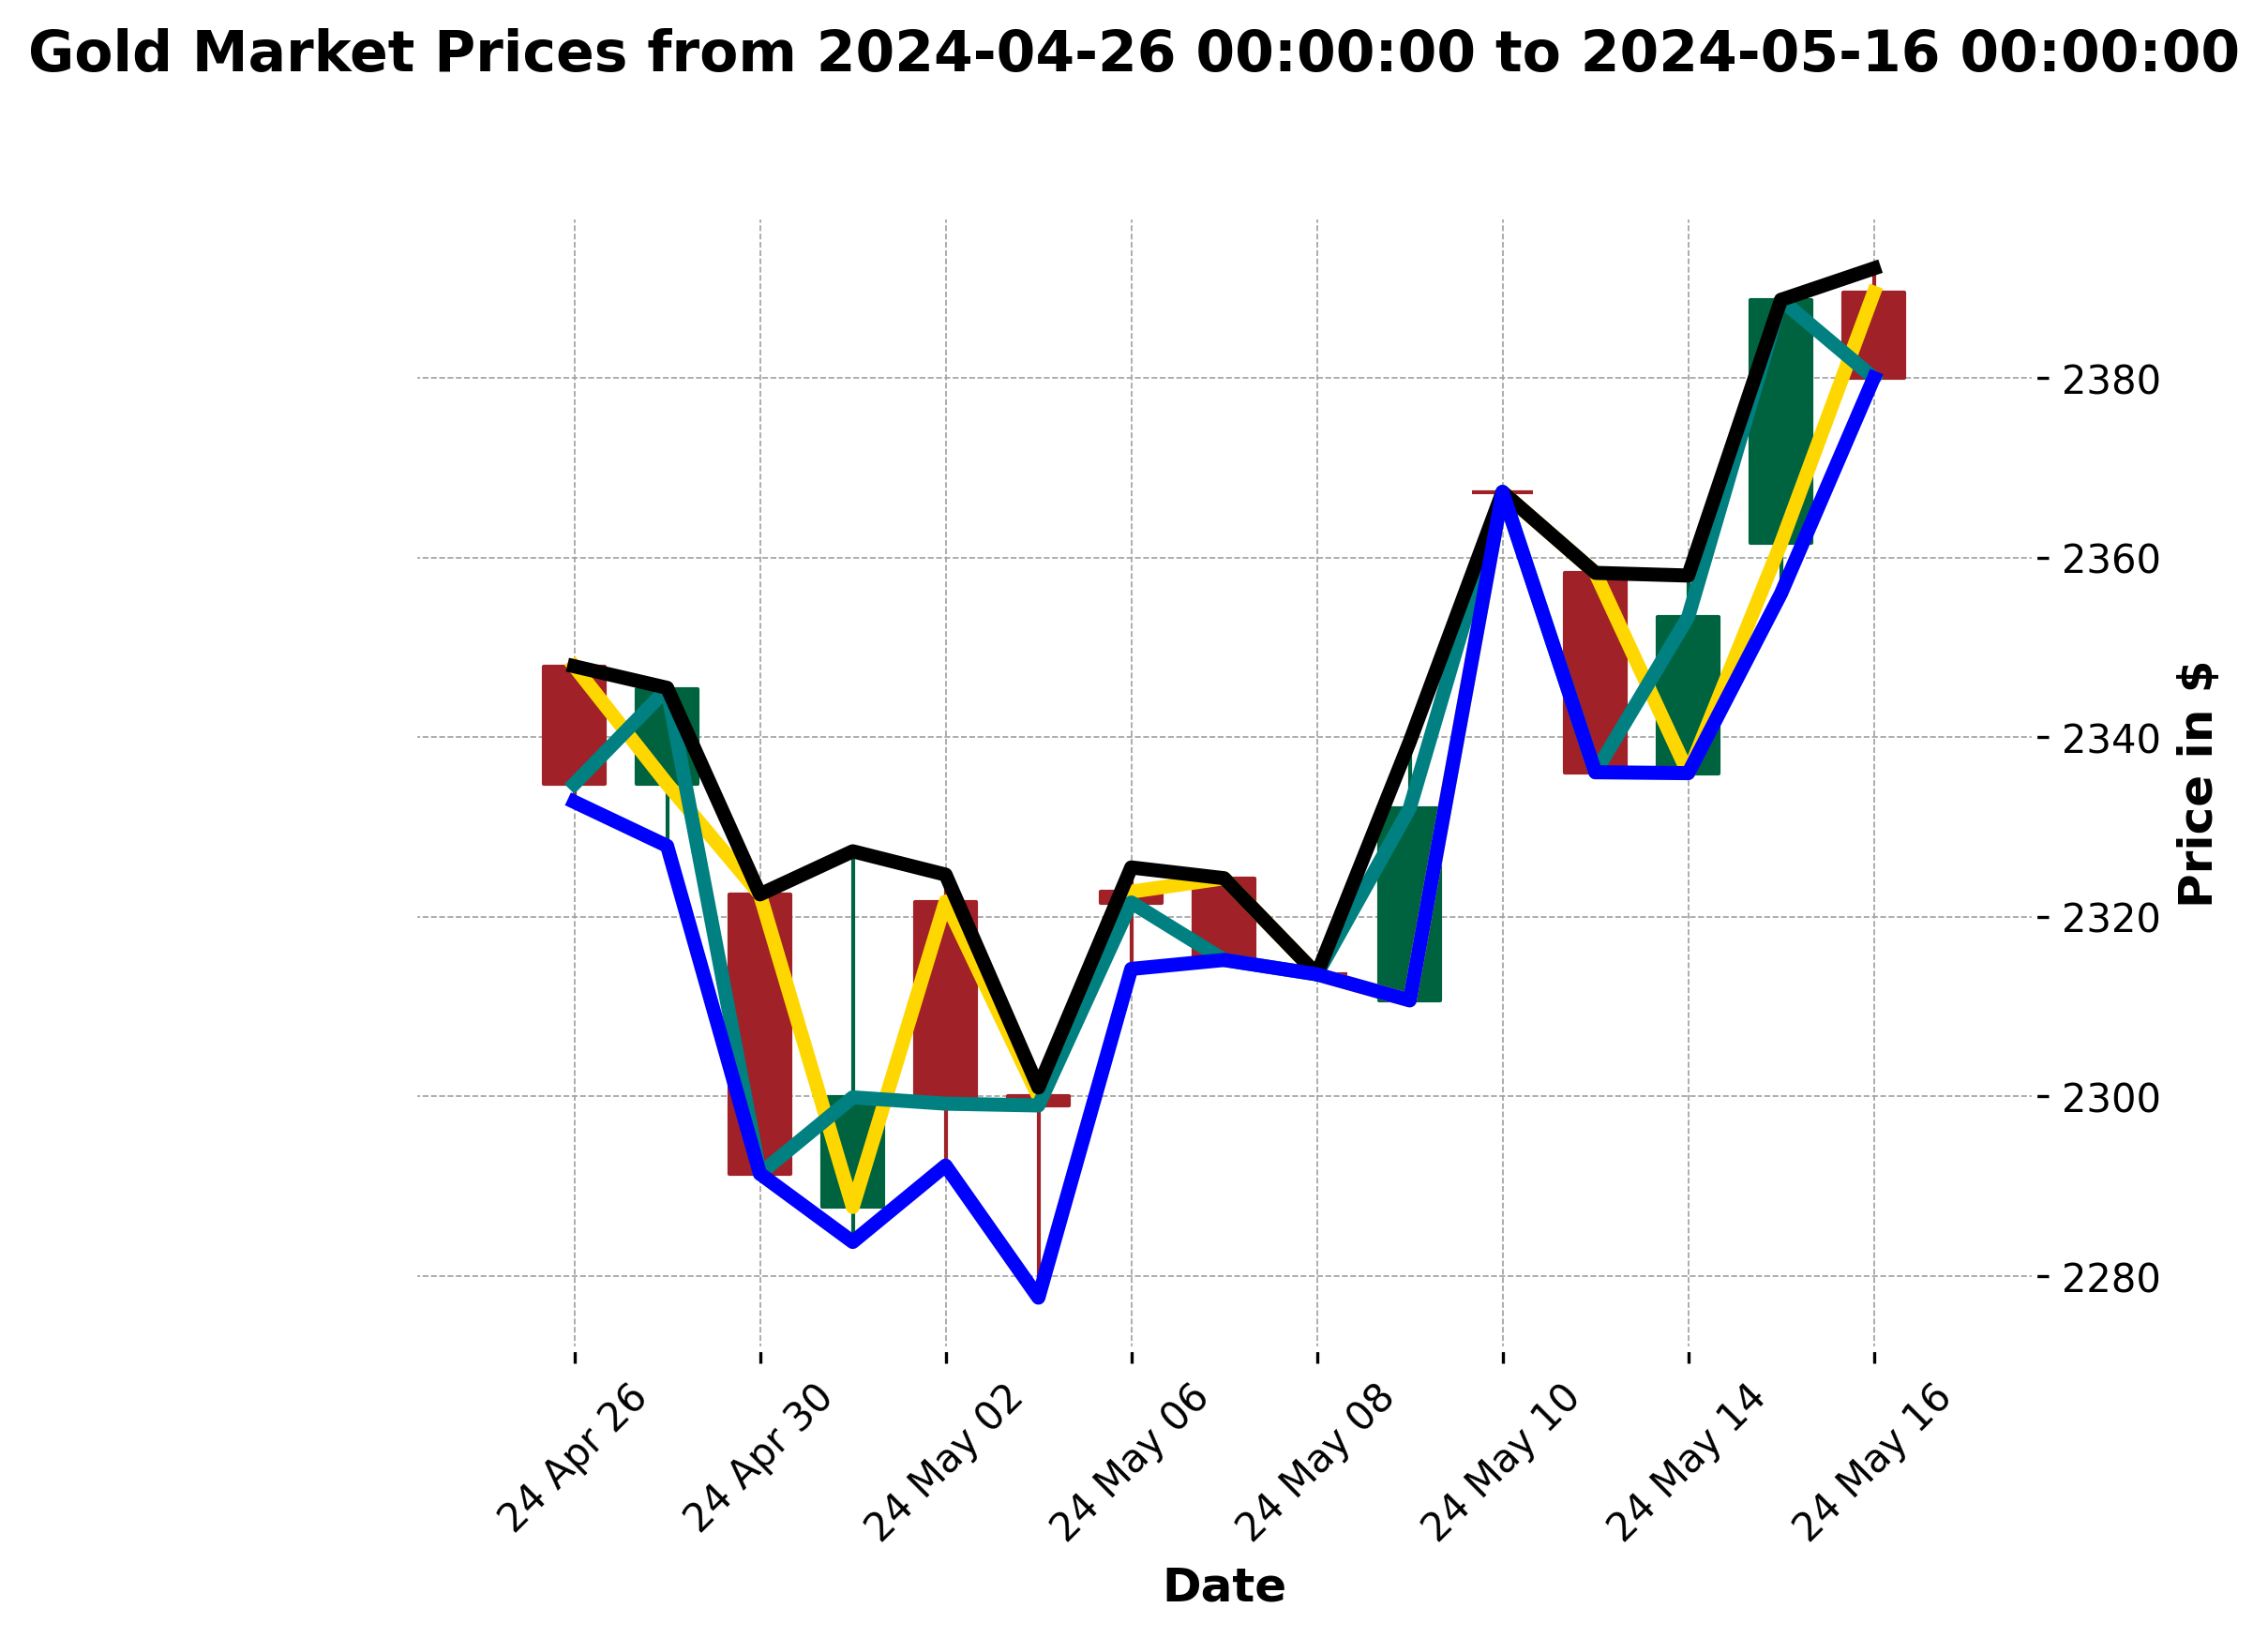 Gold Market Prices from 2024-04-26 00:00:00 to 2024-05-16 00:00:00
2380
2360
2340
2320
2300
2280
Price in $
24 Apr 26
24 Apr 30
24 May 02
24 May 06
24 May 08
24 May 10
24 May 14
24 May 16
Date